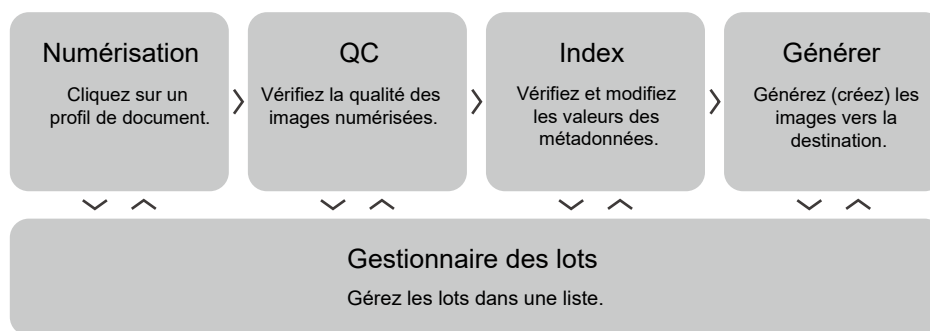 Numérisation
Cliquez sur un
profil de document.
QC
Vérifiez la qualité des
images numérisées.
Index
Vérifiez et modifiez
les valeurs des
métadonnées.
Générer
Générez (créez) les
images vers la
destination.
Gestionnaire des lots
Gérez les lots dans une liste.